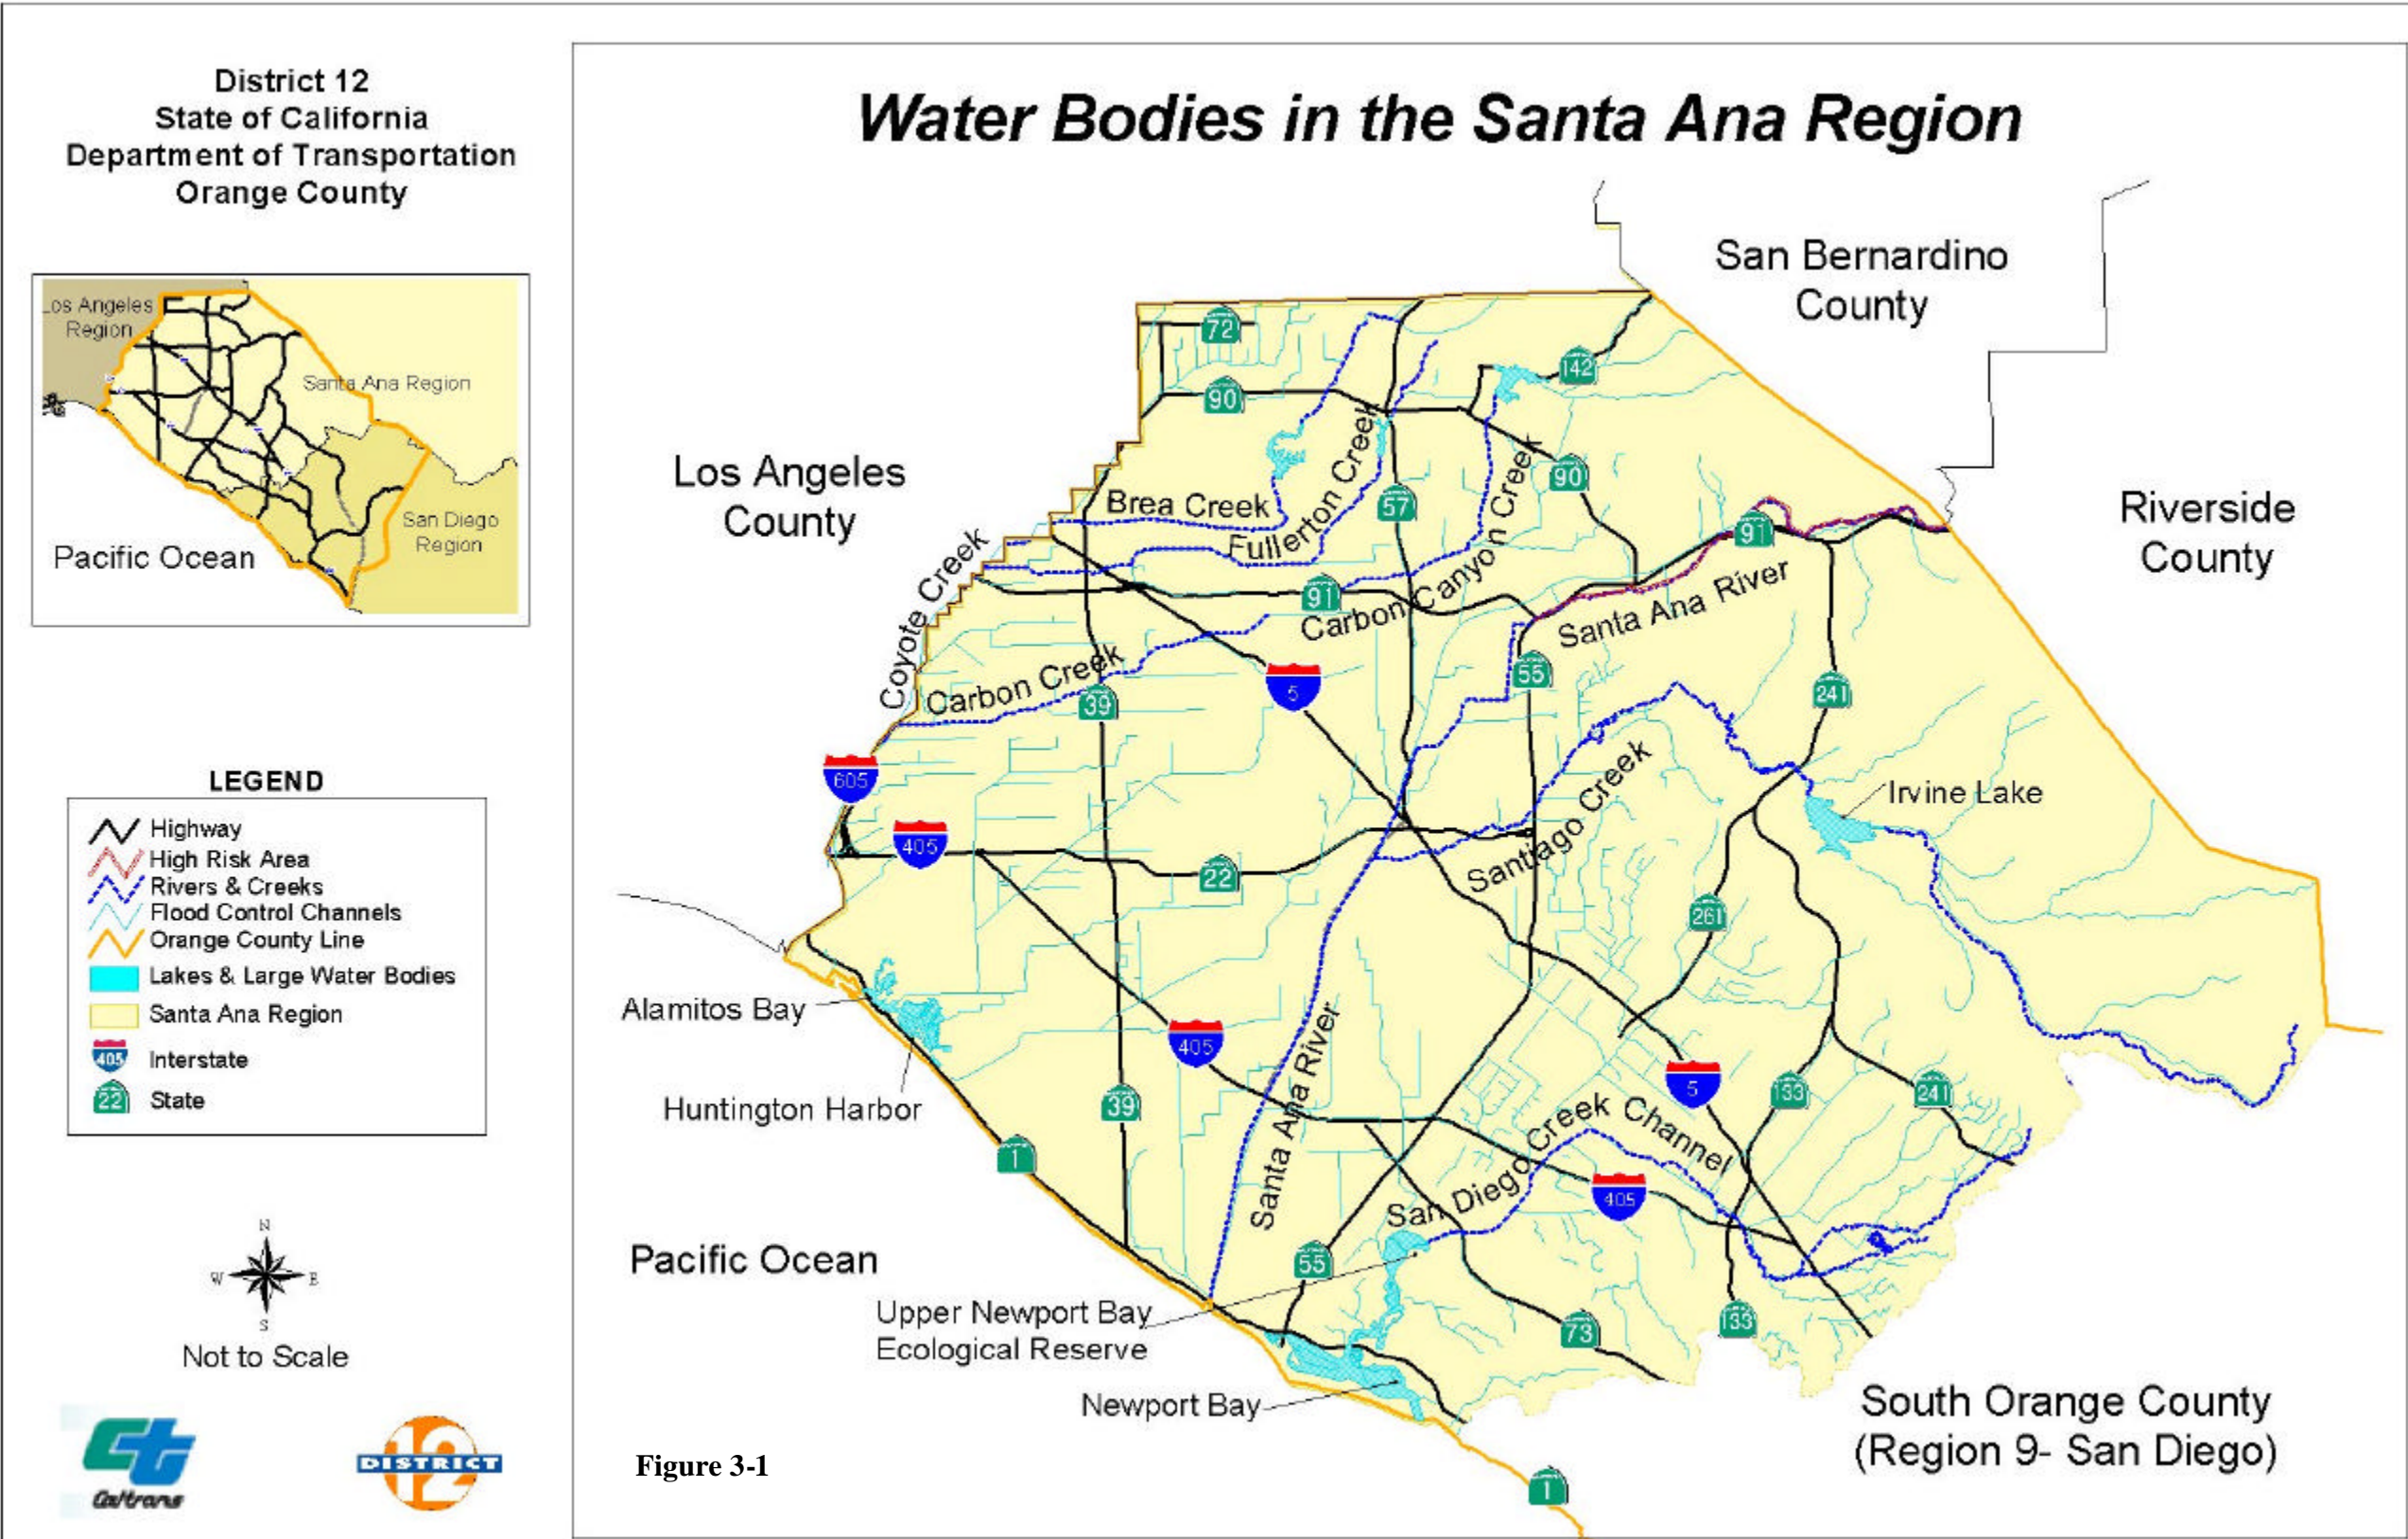 District 12
State of California
Department of Transportation
Orange County
Los Angeles
Region
Santa Ana Region
San Diego
Region
Pacific Ocean
LEGEND
Highway
High Risk Area
Rivers & Creeks
Flood Control Channels
Orange County Line
Lakes & Large Water Bodies
Santa Ana Region
405 Interstate
22 State
N
W E
S
Not to Scale
Caltrans
12
DISTRICT
Water Bodies in the Santa Ana Region
San Bernardino
County
Los Angeles
County
Riverside
County
72
142
90
90
57
91
Brea Creek
Fullerton Creek
Carbon Canyon Creek
Coyote Creek
91
Santa Ana River
Carbon Creek
39
5
55
241
605
405
22
Santiago Creek
Irvine Lake
261
Alamitos Bay
Huntington Harbor
405
39
1
Santa Ana River
5
133
241
San Diego Creek Channel
405
Pacific Ocean
55
Upper Newport Bay
Ecological Reserve
73
133
Newport Bay
South Orange County
(Region 9- San Diego)
1
Figure 3-1